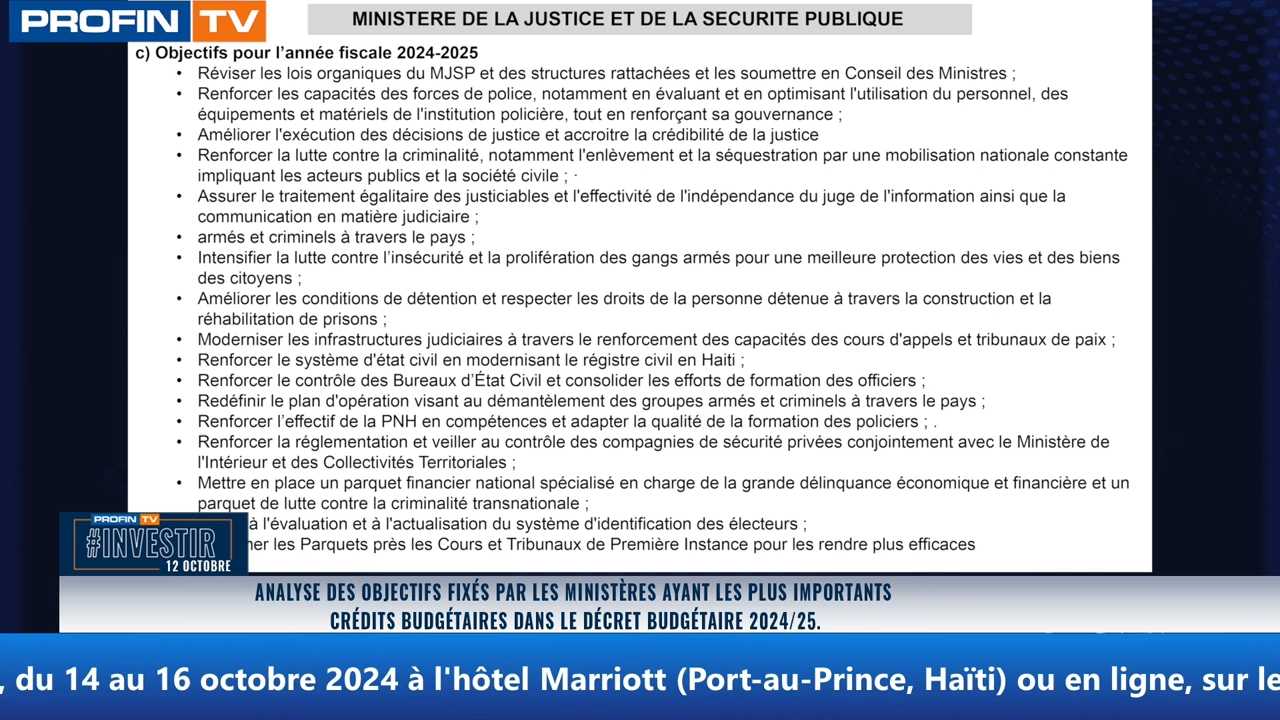 PROFIN TV
MINISTERE DE LA JUSTICE ET DE LA SECURITE PUBLIQUE
c) Objectifs pour l’année fiscale 2024-2025
• Réviser les lois organiques du MJSP et des structures rattachées et les soumettre en Conseil des Ministres ;
• Renforcer les capacités des forces de police, notamment en évaluant et en optimisant l'utilisation du personnel, des
équipements et matériels de l'institution policière, tout en renforçant sa gouvernance ;
• Améliorer l'exécution des décisions de justice et accroitre la crédibilité de la justice
• Renforcer la lutte contre la criminalité, notamment l'enlèvement et la séquestration par une mobilisation nationale constante
impliquant les acteurs publics et la société civile ; ·
• Assurer le traitement égalitaire des justiciables et l'effectivité de l'indépendance du juge de l'information ainsi que la
communication en matière judiciaire ;
• armés et criminels à travers le pays ;
• Intensifier la lutte contre l’insécurité et la prolifération des gangs armés pour une meilleure protection des vies et des biens
des citoyens ;
• Améliorer les conditions de détention et respecter les droits de la personne détenue à travers la construction et la
réhabilitation de prisons ;
• Moderniser les infrastructures judiciaires à travers le renforcement des capacités des cours d'appels et tribunaux de paix ;
• Renforcer le système d'état civil en modernisant le régistre civil en Haiti ;
• Renforcer le contrôle des Bureaux d’État Civil et consolider les efforts de formation des officiers ;
• Redéfinir le plan d'opération visant au démantèlement des groupes armés et criminels à travers le pays ;
• Renforcer l’effectif de la PNH en compétences et adapter la qualité de la formation des policiers ; .
• Renforcer la réglementation et veiller au contrôle des compagnies de sécurité privées conjointement avec le Ministère de
l'Intérieur et des Collectivités Territoriales ;
• Mettre en place un parquet financier national spécialisé en charge de la grande délinquance économique et financière et un
parquet de lutte contre la criminalité transnationale ;
à l'évaluation et à l'actualisation du système d'identification des électeurs ;
les Parquets près les Cours et Tribunaux de Première Instance pour les rendre plus efficaces
PROFIN TV
#INVESTIR
12 OCTOBRE
ANALYSE DES OBJECTIFS FIXÉS PAR LES MINISTÈRES AYANT LES PLUS IMPORTANTS
CRÉDITS BUDGÉTAIRES DANS LE DÉCRET BUDGÉTAIRE 2024/25.
, du 14 au 16 octobre 2024 à l'hôtel Marriott (Port-au-Prince, Haïti) ou en ligne, sur le